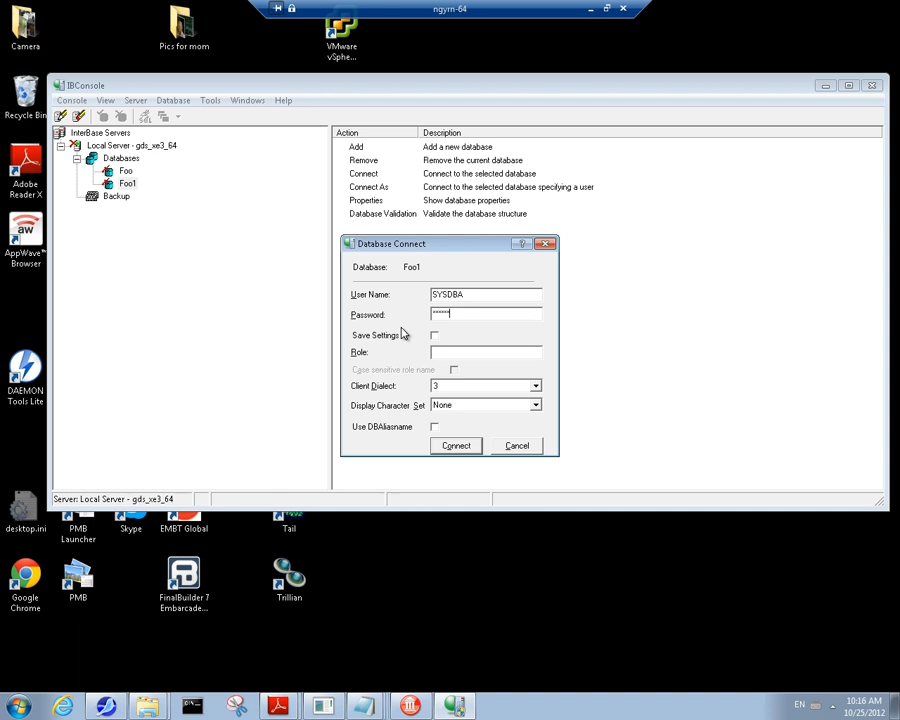 ngyrn-64
Camera
Pics for mom
VMware
vSphe...
Recycle Bin
Adobe
Reader X
AppWave™
Browser
DAEMON
Tools Lite
desktop.ini
PMB
Launcher
Skype
EMBT Global
Tail
Google
Chrome
PMB
FinalBuilder 7
Embarcade...
Trillian
IBConsole
Console View Server Database Tools Windows Help
InterBase Servers
Local Server - gds_xe3_64
Databases
Foo
Foo1
Backup
Action Description
Add Add a new database
Remove Remove the current database
Connect Connect to the selected database
Connect As Connect to the selected database specifying a user
Properties Show database properties
Database Validation Validate the database structure
Database Connect
Database: Foo1
User Name: SYSDBA
Password: ******
Save Settings
Role:
Case sensitive role name
Client Dialect: 3
Display Character Set None
Use DBAliasname
Connect Cancel
Server: Local Server - gds_xe3_64
EN
10:16 AM
10/25/2012